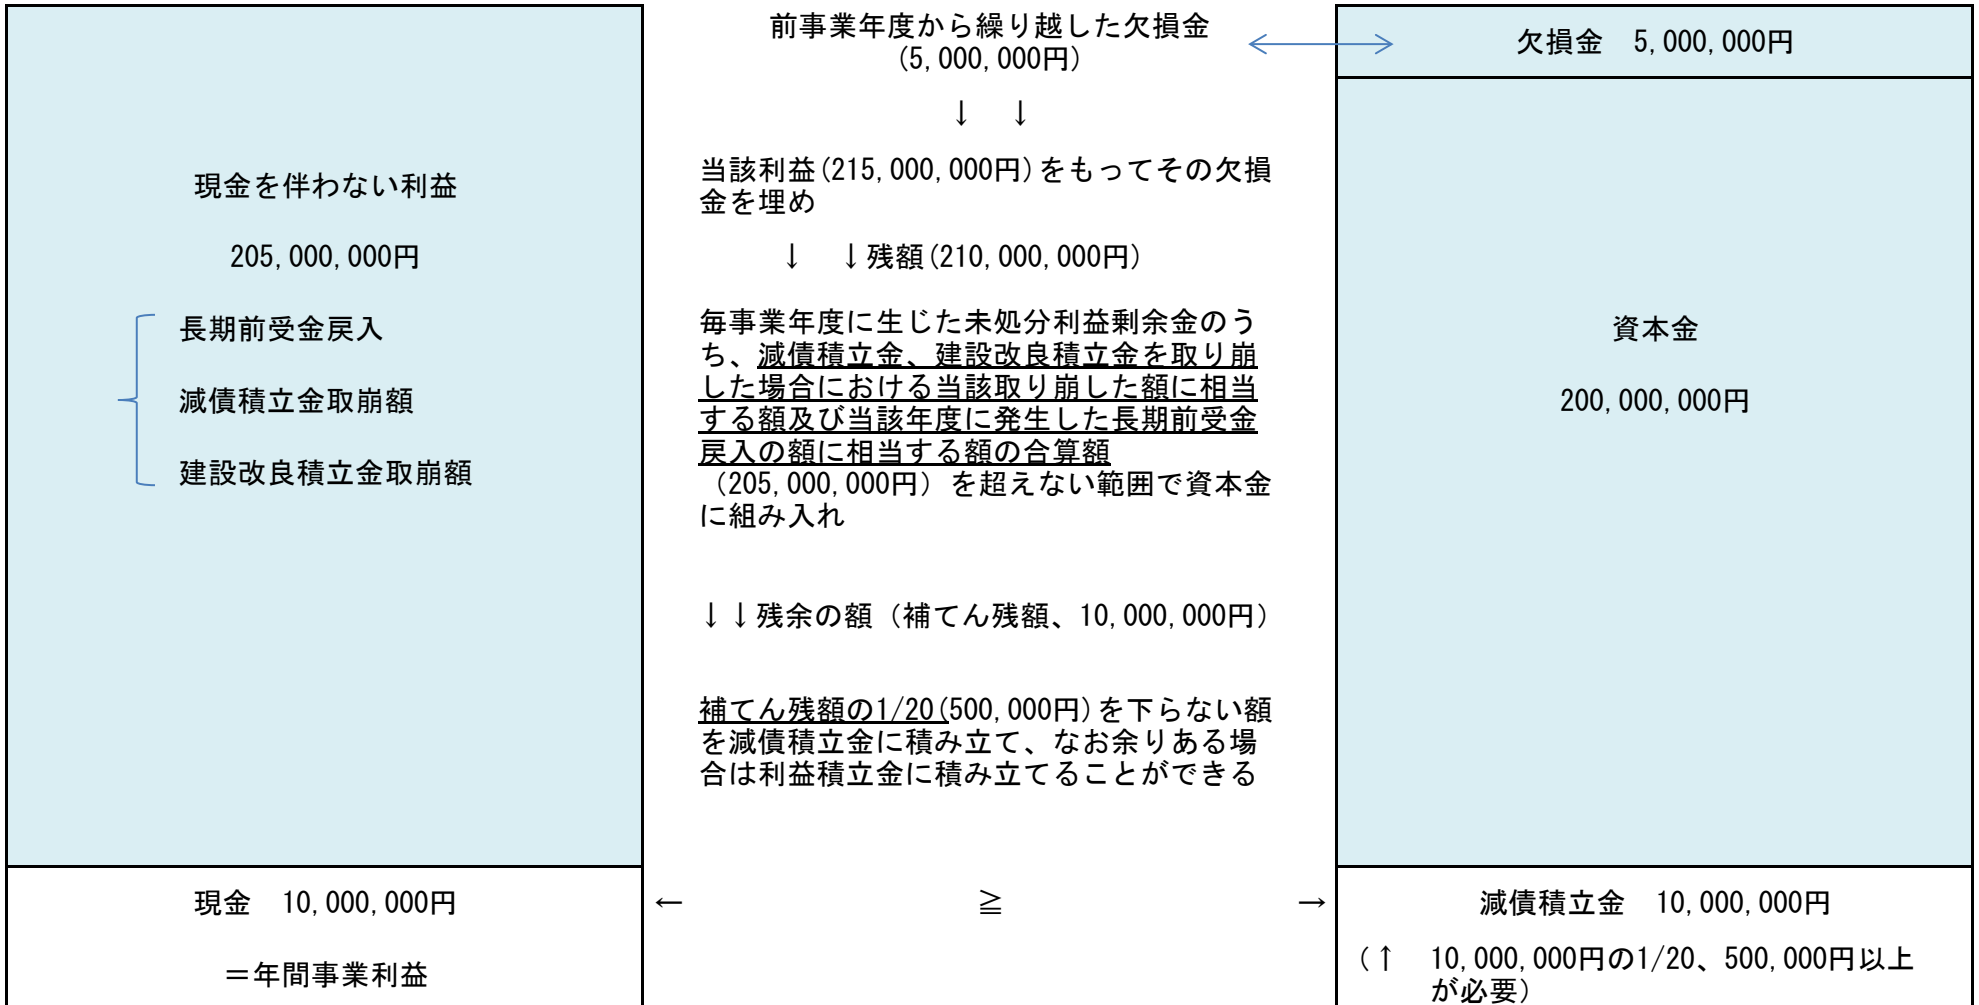 現金を伴わない利益
205,000,000円
長期前受金戻入
減債積立金取崩額
建設改良積立金取崩額
現金　10,000,000円
＝年間事業利益
前事業年度から繰り越した欠損金
(5,000,000円)
↓　↓
当該利益(215,000,000円)をもってその欠損
金を埋め
↓　↓残額(210,000,000円)
毎事業年度に生じた未処分利益剰余金のう
ち、減債積立金、建設改良積立金を取り崩
した場合における当該取り崩した額に相当
する額及び当該年度に発生した長期前受金
戻入の額に相当する額の合算額
（205,000,000円）を超えない範囲で資本金
に組み入れ
↓↓残余の額（補てん残額、10,000,000円）
補てん残額の1/20(500,000円)を下らない額
を減債積立金に積み立て、なお余りある場
合は利益積立金に積み立てることができる
←　≧　→
欠損金　5,000,000円
資本金
200,000,000円
減債積立金　10,000,000円
(↑　10,000,000円の1/20、500,000円以上
が必要)